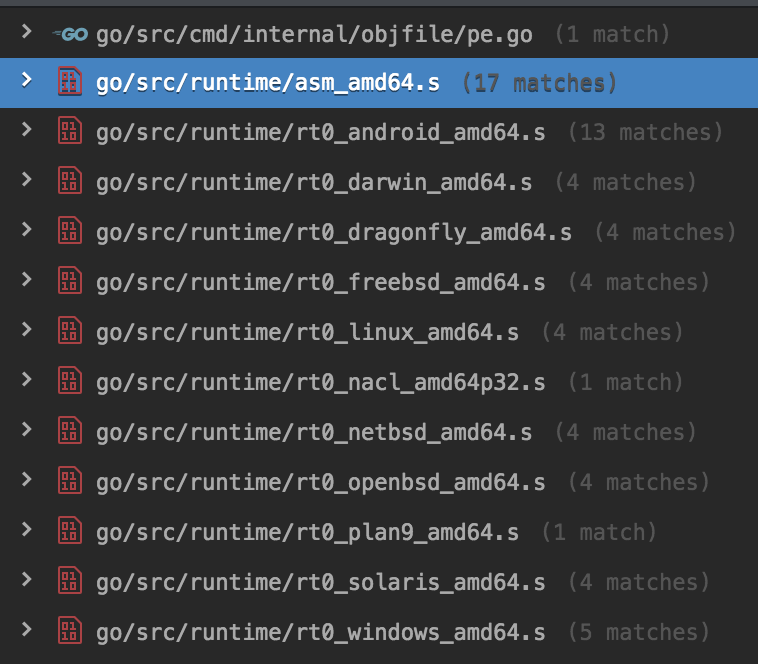 GO go/src/cmd/internal/objfile/pe.go (1 match)
go/src/runtime/asm_amd64.s (17 matches)
go/src/runtime/rt0_android_amd64.s (13 matches)
go/src/runtime/rt0_darwin_amd64.s (4 matches)
go/src/runtime/rt0_dragonfly_amd64.s (4 matches)
go/src/runtime/rt0_freebsd_amd64.s (4 matches)
go/src/runtime/rt0_linux_amd64.s (4 matches)
go/src/runtime/rt0_nacl_amd64p32.s (1 match)
go/src/runtime/rt0_netbsd_amd64.s (4 matches)
go/src/runtime/rt0_openbsd_amd64.s (4 matches)
go/src/runtime/rt0_plan9_amd64.s (1 match)
go/src/runtime/rt0_solaris_amd64.s (4 matches)
go/src/runtime/rt0_windows_amd64.s (5 matches)